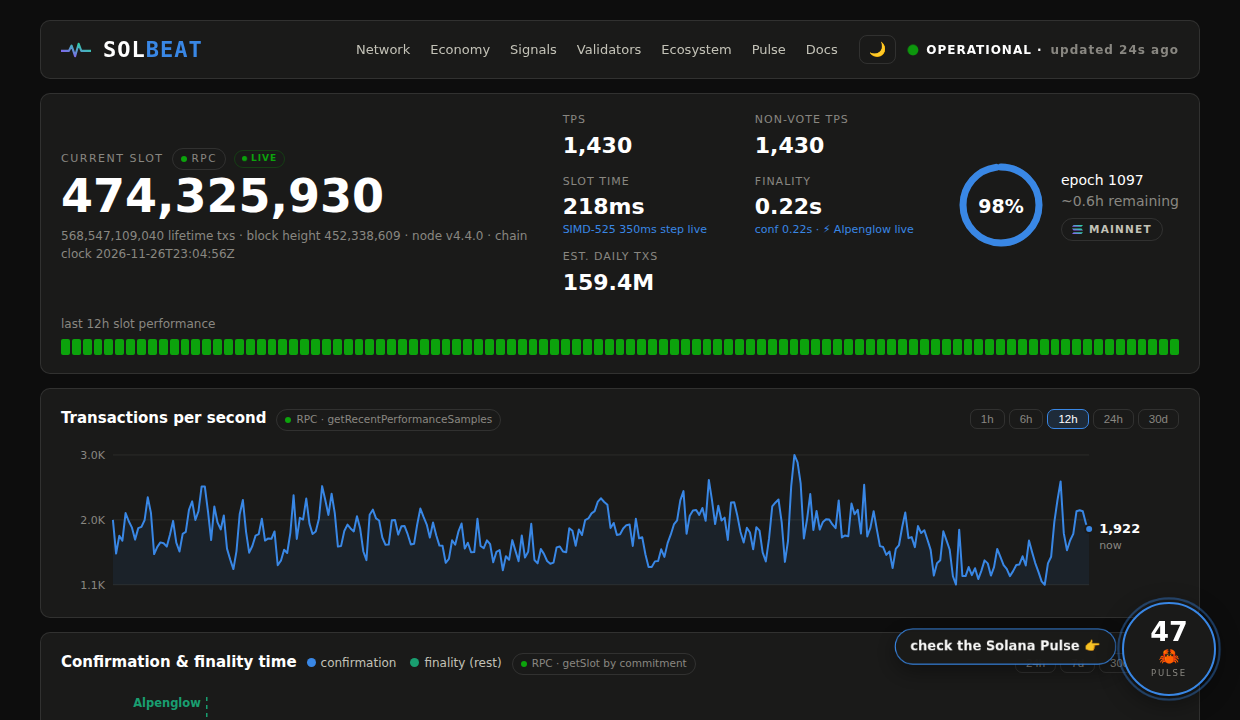 SOLBEAT
Network Economy Signals Validators Ecosystem Pulse Docs 🌙 OPERATIONAL · updated 24s ago
CURRENT SLOT RPC LIVE
474,325,930
568,547,109,040 lifetime txs · block height 452,338,609 · node v4.4.0 · chain
clock 2026-11-26T23:04:56Z
TPS
1,430
NON-VOTE TPS
1,430
SLOT TIME
218ms
SIMD-525 350ms step live
FINALITY
0.22s
conf 0.22s · ⚡ Alpenglow live
EST. DAILY TXS
159.4M
98%
epoch 1097
~0.6h remaining
MAINNET
last 12h slot performance
Transactions per second RPC · getRecentPerformanceSamples
1h 6h 12h 24h 30d
3.0K
2.0K
1.1K
1,922
now
Confirmation & finality time confirmation finality (rest) RPC · getSlot by commitment
Alpenglow
check the Solana Pulse 👉
47
🦀
PULSE